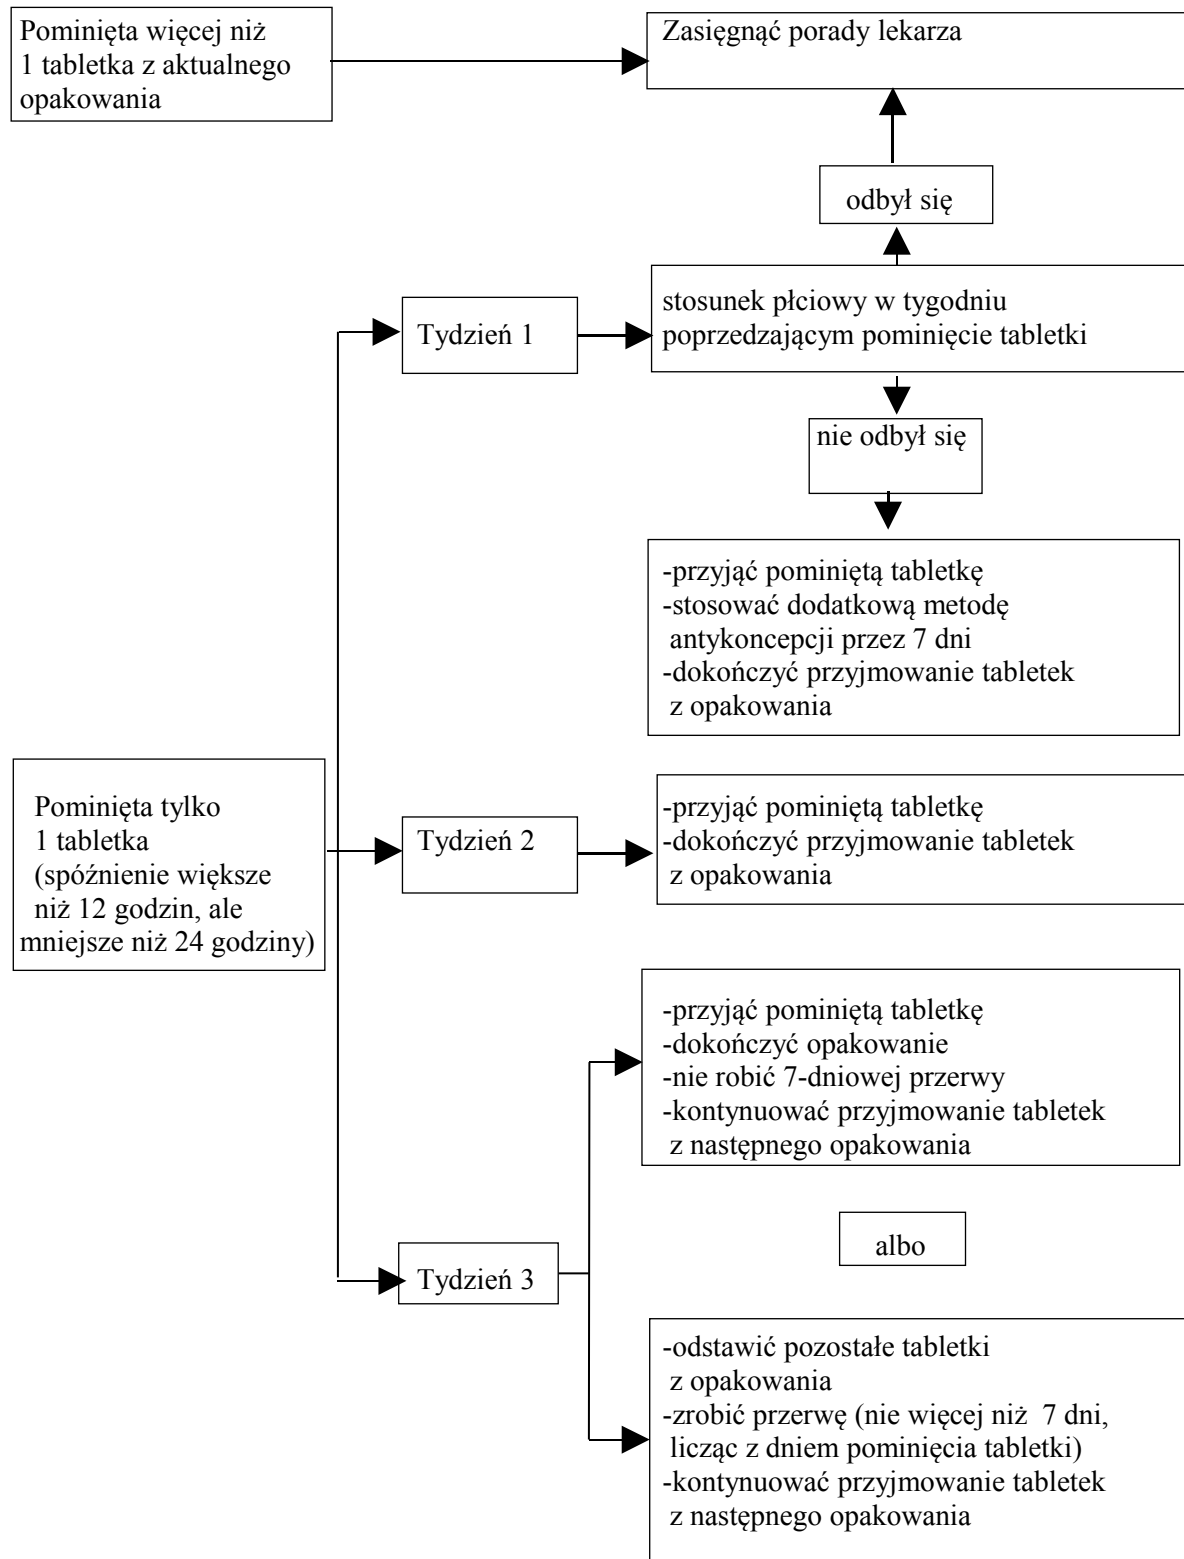 Pominięta więcej niż
1 tabletka z aktualnego
opakowania
Zasięgnąć porady lekarza
odbył się
stosunek płciowy w tygodniu
poprzedzającym pominięcie tabletki
Tydzień 1
nie odbył się
-przyjąć pominiętą tabletkę
-stosować dodatkową metodę
antykoncepcji przez 7 dni
-dokończyć przyjmowanie tabletek
z opakowania
Pominięta tylko
1 tabletka
(spóźnienie większe
niż 12 godzin, ale
mniejsze niż 24 godziny)
Tydzień 2
-przyjąć pominiętą tabletkę
-dokończyć przyjmowanie tabletek
z opakowania
-przyjąć pominiętą tabletkę
-dokończyć opakowanie
-nie robić 7-dniowej przerwy
-kontynuować przyjmowanie tabletek
z następnego opakowania
albo
Tydzień 3
-odstawić pozostałe tabletki
z opakowania
-zrobić przerwę (nie więcej niż 7 dni,
licząc z dniem pominięcia tabletki)
-kontynuować przyjmowanie tabletek
z następnego opakowania